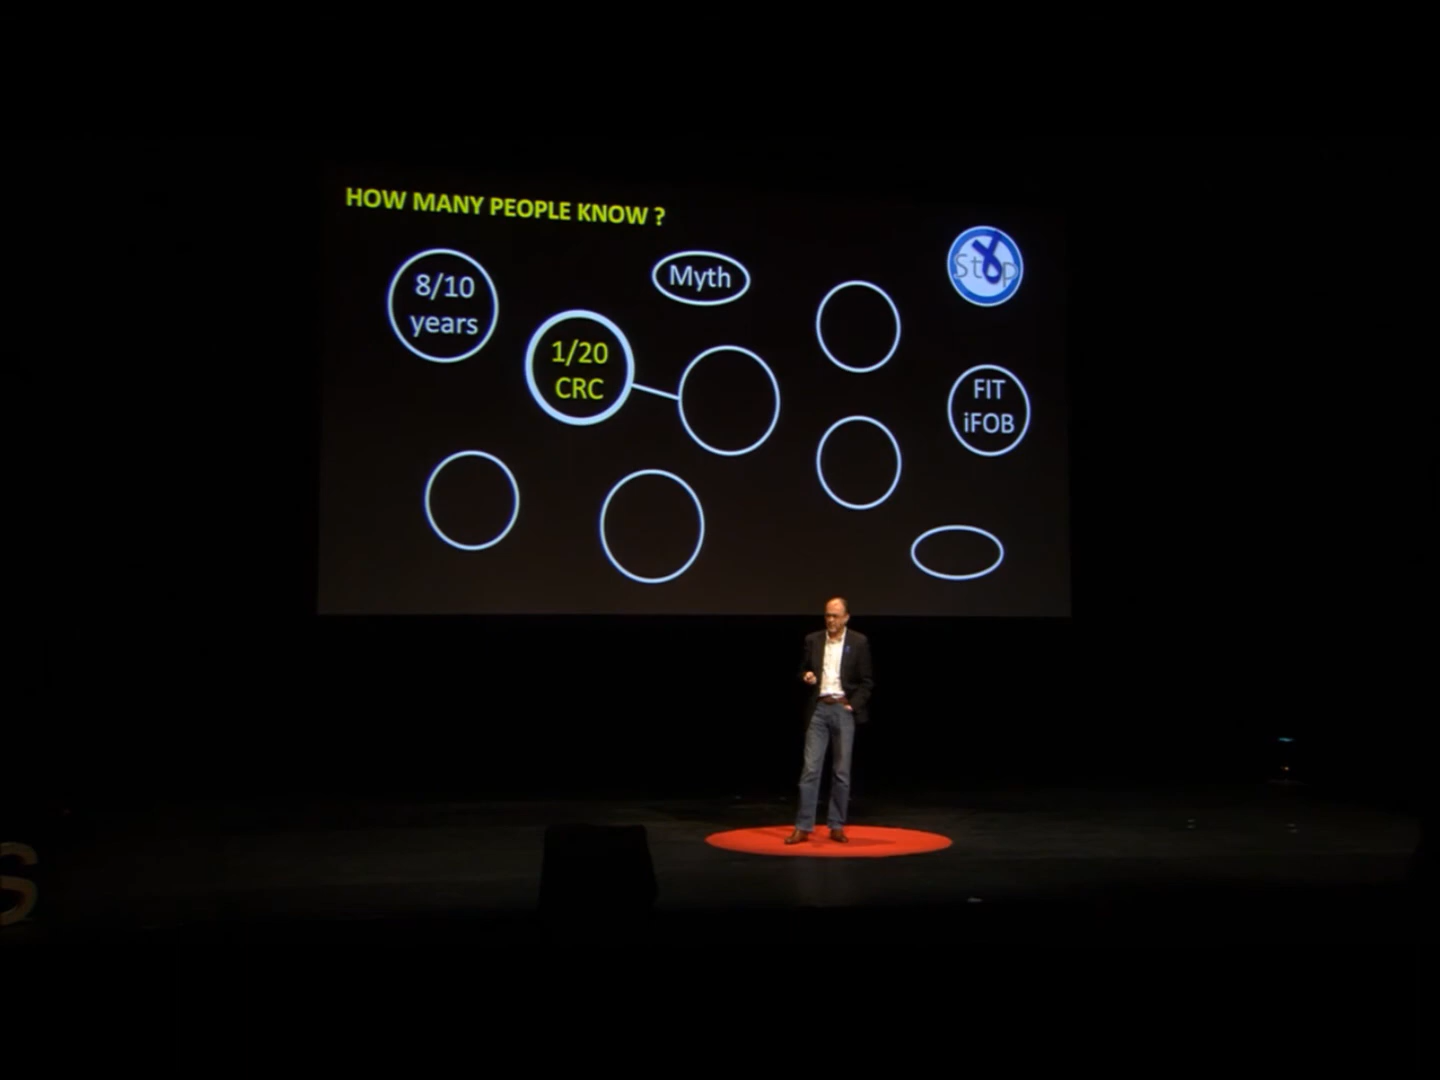 HOW MANY PEOPLE KNOW ?
8/10
years
Myth
Stop
1/20
CRC
FIT
iFOB
S